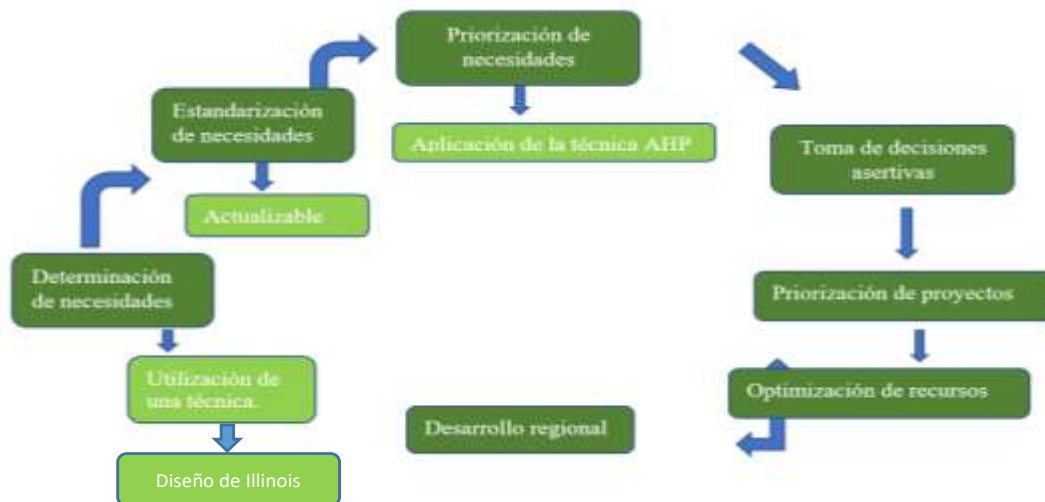 Priorización de
necesidades
Estandarización
de necesidades
Aplicación de la técnica AHP
Toma de decisiones
asertivas
Actualizable
Determinación
de necesidades
Priorización de proyectos
Utilización de
una técnica.
Optimización de recursos
Desarrollo regional
Diseño de Illinois